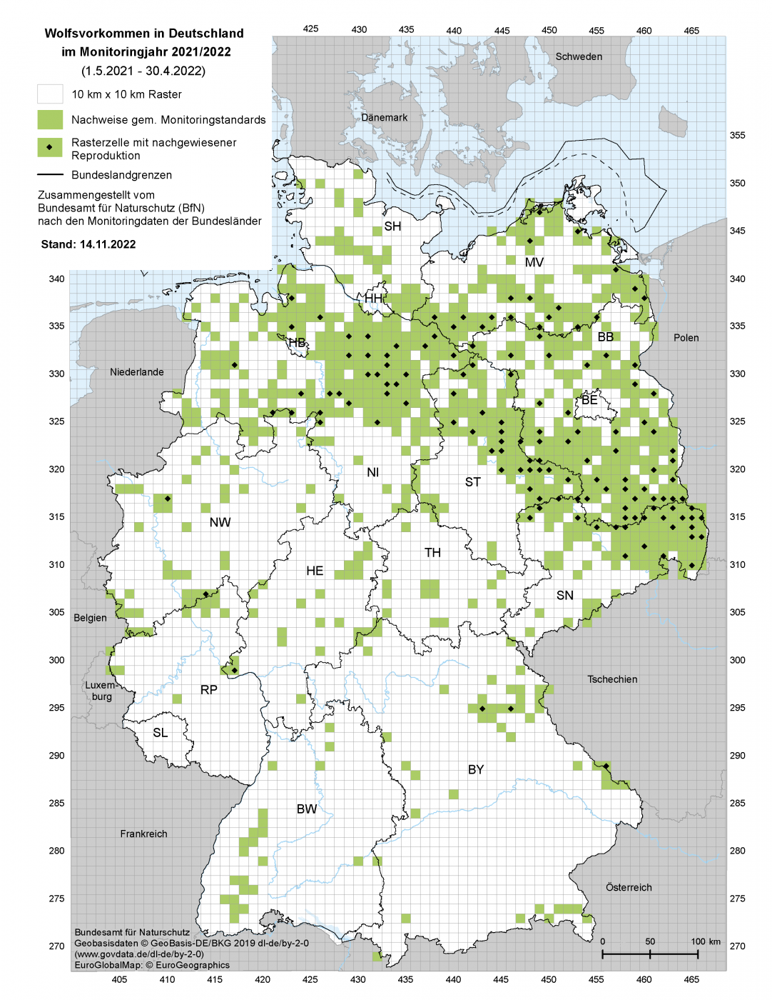 Wolfsvorkommen in Deutschland
im Monitoringjahr 2021/2022
(1.5.2021 - 30.4.2022)
10 km x 10 km Raster
Nachweise gem. Monitoringstandards
Rasterzelle mit nachgewiesener
Reproduktion
Bundeslandgrenzen
Zusammengestellt vom
Bundesamt für Naturschutz (BfN)
nach den Monitoringdaten der Bundesländer
Stand: 14.11.2022
425 430 435 440 445 450 455 460 465
Schweden
Dänemark
355
350
SH
345
MV
340 340
HH
335 335
HB
BB
Polen
Niederlande
330 330
BE
325 325
320 320
NI
ST
315 315
NW
TH
310 310
HE
SN
305 305
Belgien
300 300
Tschechien
Luxem-
burg
RP
295 295
SL
290 290
BY
285 285
BW
Frankreich
280 280
Österreich
275 275
270 270
Bundesamt für Naturschutz
Geobasisdaten © GeoBasis-DE/BKG 2019 dl-de/by-2-0
(www.govdata.de/dl-de/by-2-0)
EuroGlobalMap: © EuroGeographics
0 50 100 km
405 410 415 420 425 430 435 440 445 450 455 460 465